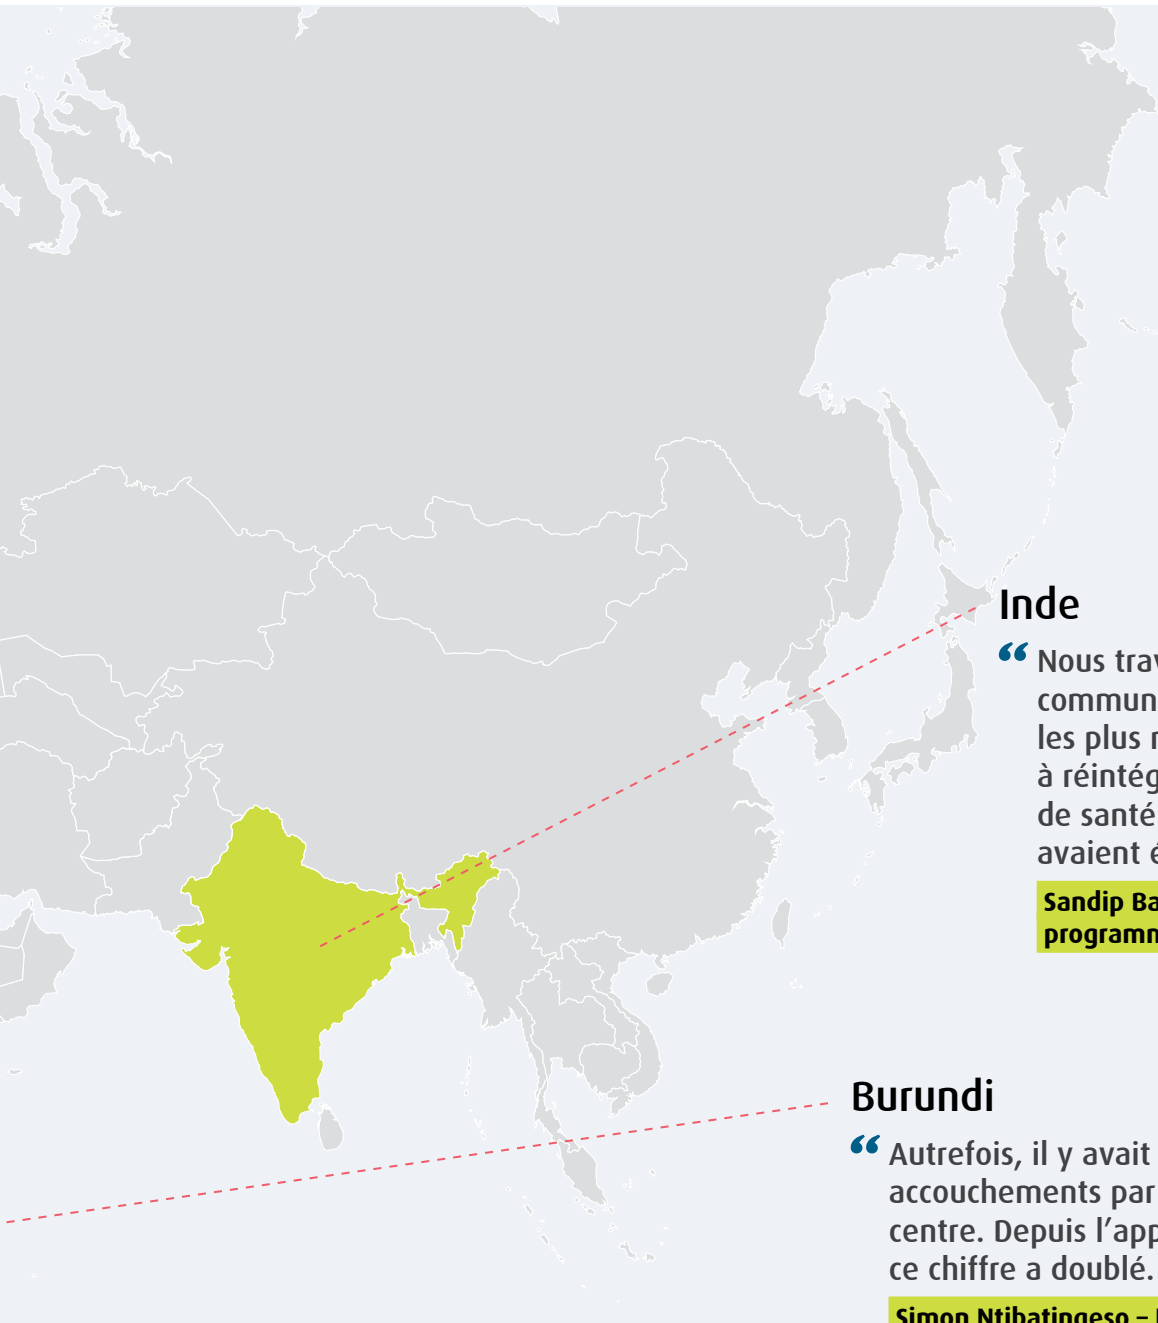 Inde
“ Nous trav
commun
les plus
à réintég
de santé
avaient
Sandip Ba
programm
Burundi
“ Autrefois, il y avait
accouchements par
centre. Depuis l’app
ce chiffre a doublé.
Simon Ntibatingeso –